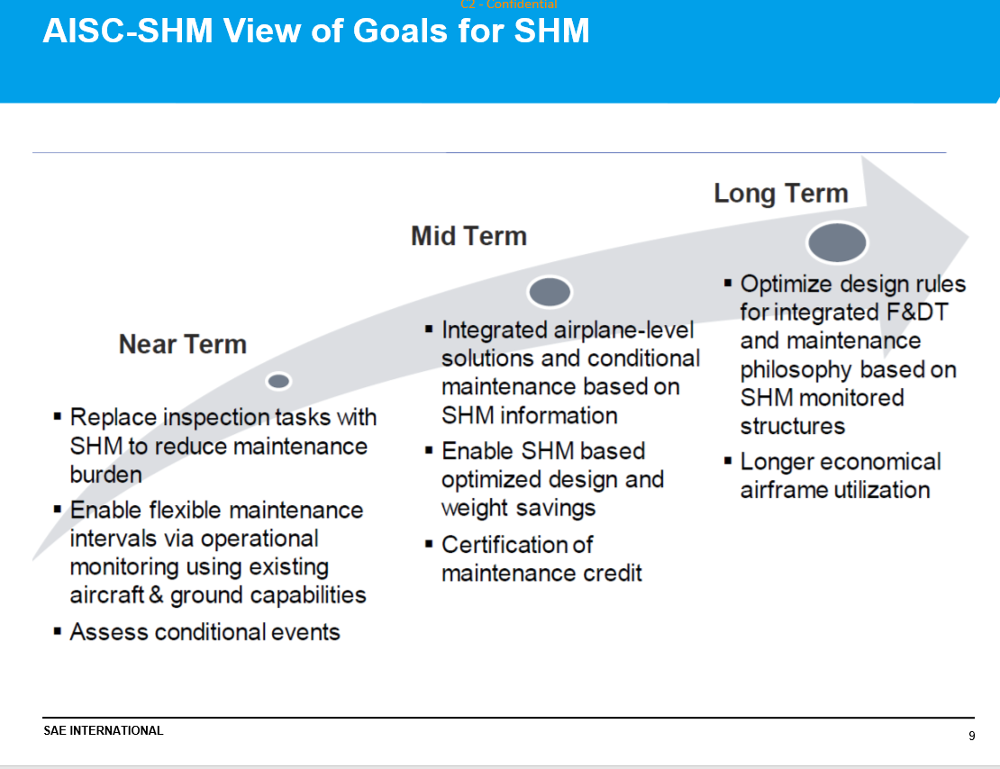 C2 - Confidential
AISC-SHM View of Goals for SHM
Near Term
▪ Replace inspection tasks with
SHM to reduce maintenance
burden
▪ Enable flexible maintenance
intervals via operational
monitoring using existing
aircraft & ground capabilities
▪ Assess conditional events
Mid Term
▪ Integrated airplane-level
solutions and conditional
maintenance based on
SHM information
▪ Enable SHM based
optimized design and
weight savings
▪ Certification of
maintenance credit
Long Term
▪ Optimize design rules
for integrated F&DT
and maintenance
philosophy based on
SHM monitored
structures
▪ Longer economical
airframe utilization
SAE INTERNATIONAL
9